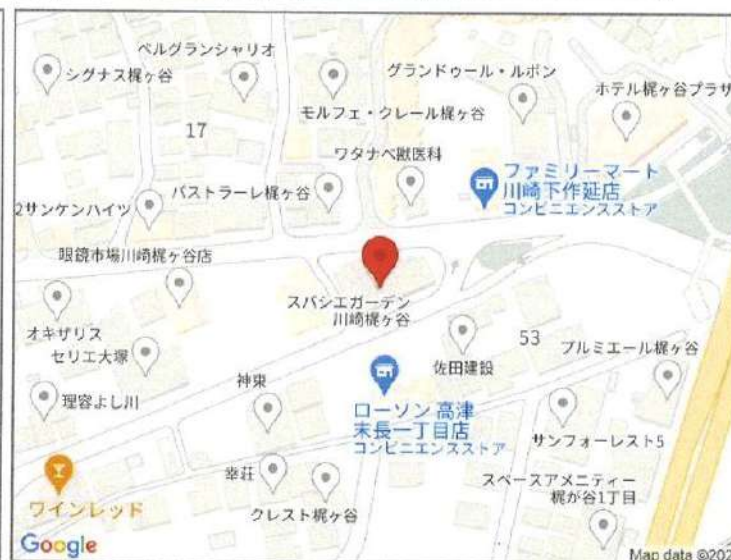 ベルグランシャリオ
シグナス梶ヶ谷
グランドゥール・ルボン
ホテル梶ケ谷プラザ
モルフェ・クレール梶ヶ谷
17
ワタナベ獣医科
ファミリーマート
川崎下作延店
コンビニエンスストア
パストラーレ梶ヶ谷
2サンケンハイツ
眼鏡市場川崎梶ヶ谷店
スパシエガーデン
川崎梶ヶ谷
オキザリス
セリエ大塚
53
佐田建設
プルミエール梶ヶ谷
神東
理容よし川
ローソン 高津
末長一丁目店
コンビニエンスストア
サンフォーレスト5
幸荘
スペースアメニティー
梶が谷1丁目
ワインレッド
クレスト梶ヶ谷
Google
Map data ©202